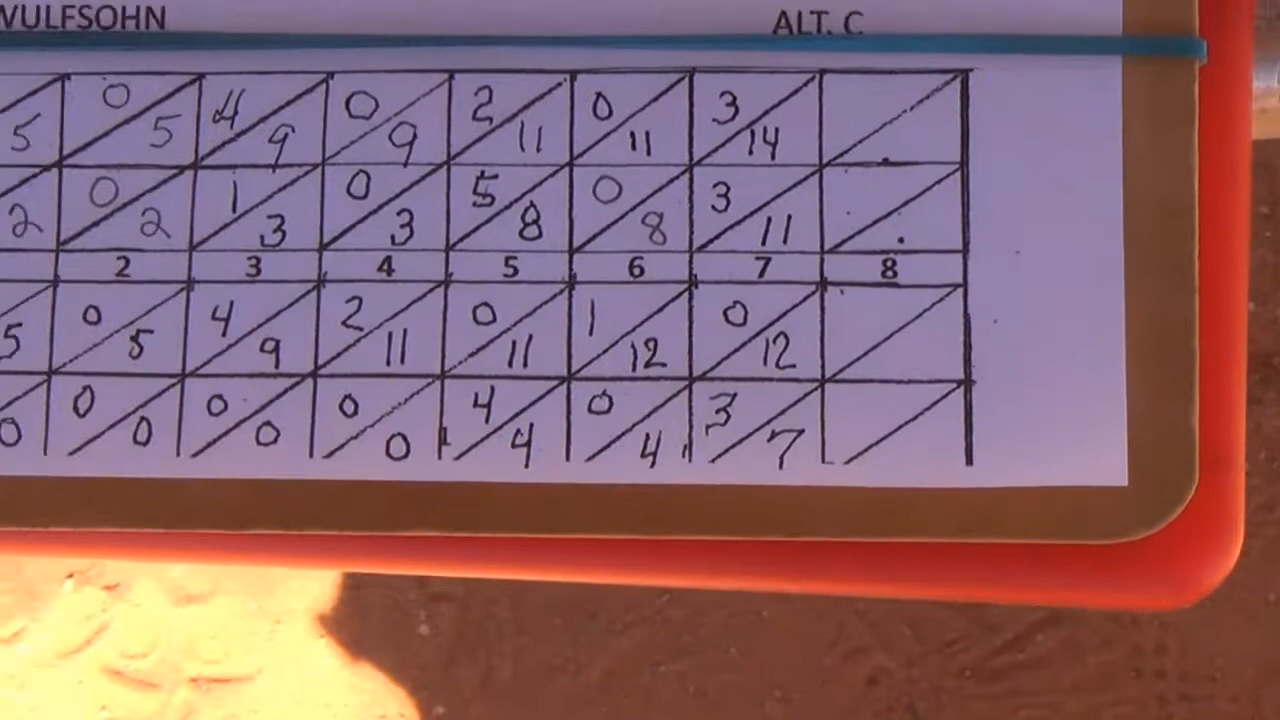 WULFSOHN ALT. C
5 0 5 4 9 0 9 2 11 0 11 3 14
2 0 2 1 3 0 3 5 8 0 8 3 11
2 3 4 5 6 7 8
5 0 5 4 9 2 11 0 11 1 12 0 12
0 0 0 0 0 0 0 4 4 0 4 3 7